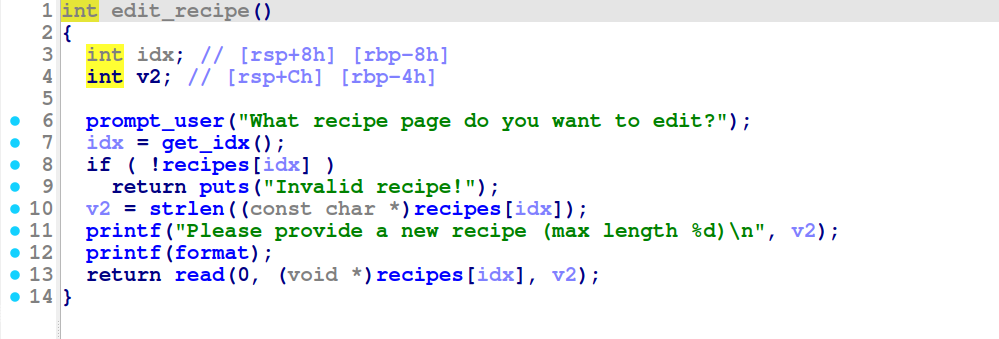 1 int edit_recipe()
2 {
3   int idx; // [rsp+8h] [rbp-8h]
4   int v2; // [rsp+Ch] [rbp-4h]
5
6   prompt_user("What recipe page do you want to edit?");
7   idx = get_idx();
8   if ( !recipes[idx] )
9     return puts("Invalid recipe!");
10   v2 = strlen((const char *)recipes[idx]);
11   printf("Please provide a new recipe (max length %d)\n", v2);
12   printf(format);
13   return read(0, (void *)recipes[idx], v2);
14 }